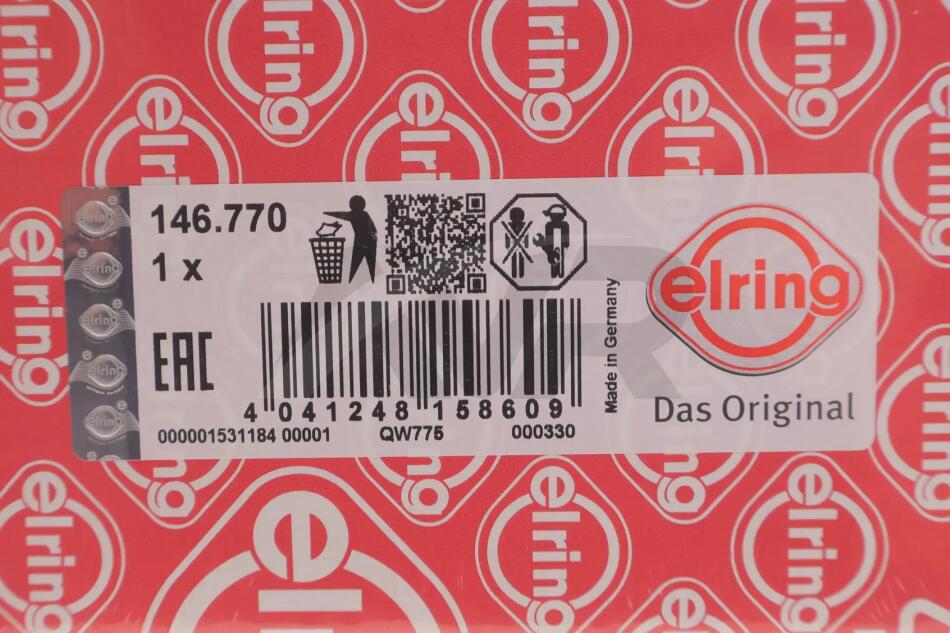 146.770
1 x
EAC
4 041248 158609
000001531184 00001
QW775
000330
Made in Germany
elring
Das Original